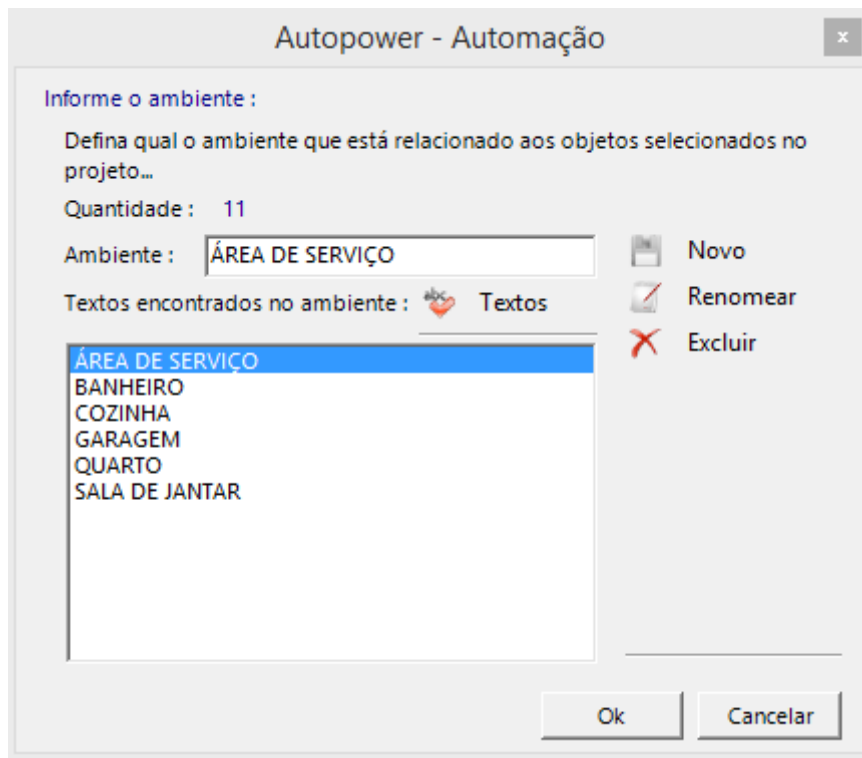 Autopower - Automação
x
Informe o ambiente :
Defina qual o ambiente que está relacionado aos objetos selecionados no
projeto...
Quantidade : 11
Ambiente : ÁREA DE SERVIÇO
Novo
Textos encontrados no ambiente : abc Textos
Renomear
Excluir
ÁREA DE SERVIÇO
BANHEIRO
COZINHA
GARAGEM
QUARTO
SALA DE JANTAR
Ok Cancelar